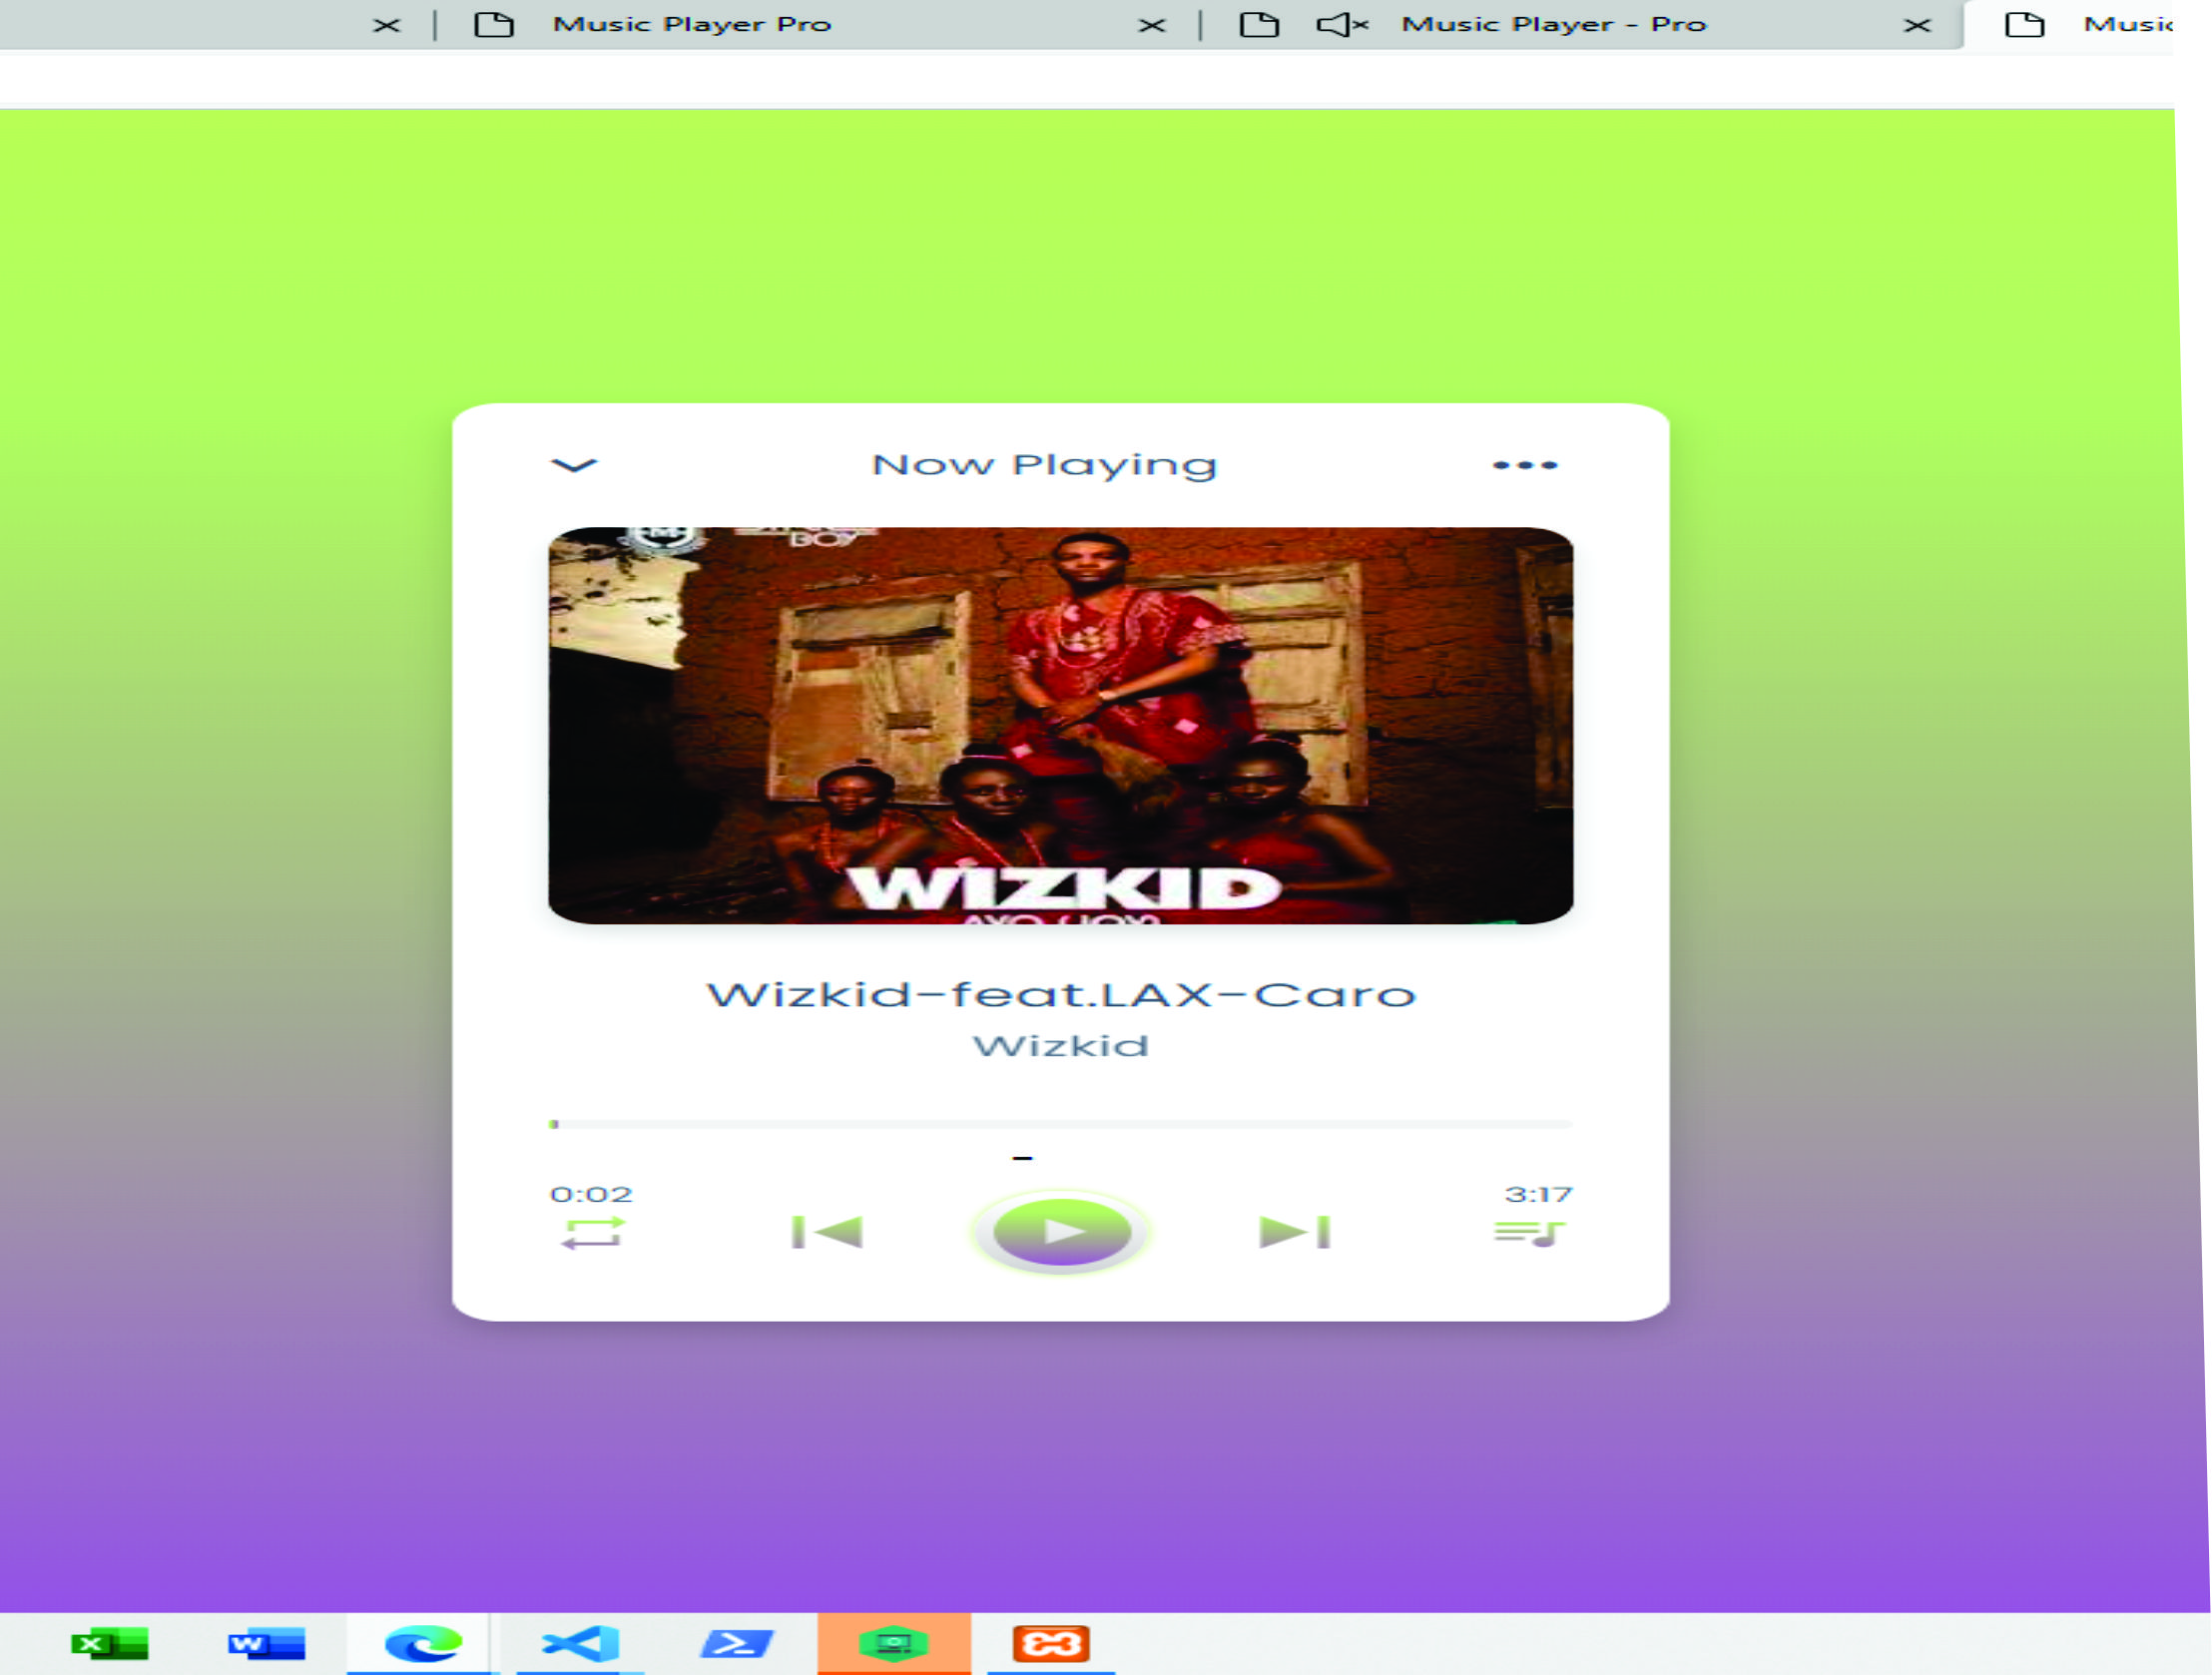 Music Player Pro
Music Player - Pro
Music
Now Playing
BOY
WIZKID
AYO (JOY)
Wizkid-feat.LAX-Caro
Wizkid
0:02
3:17